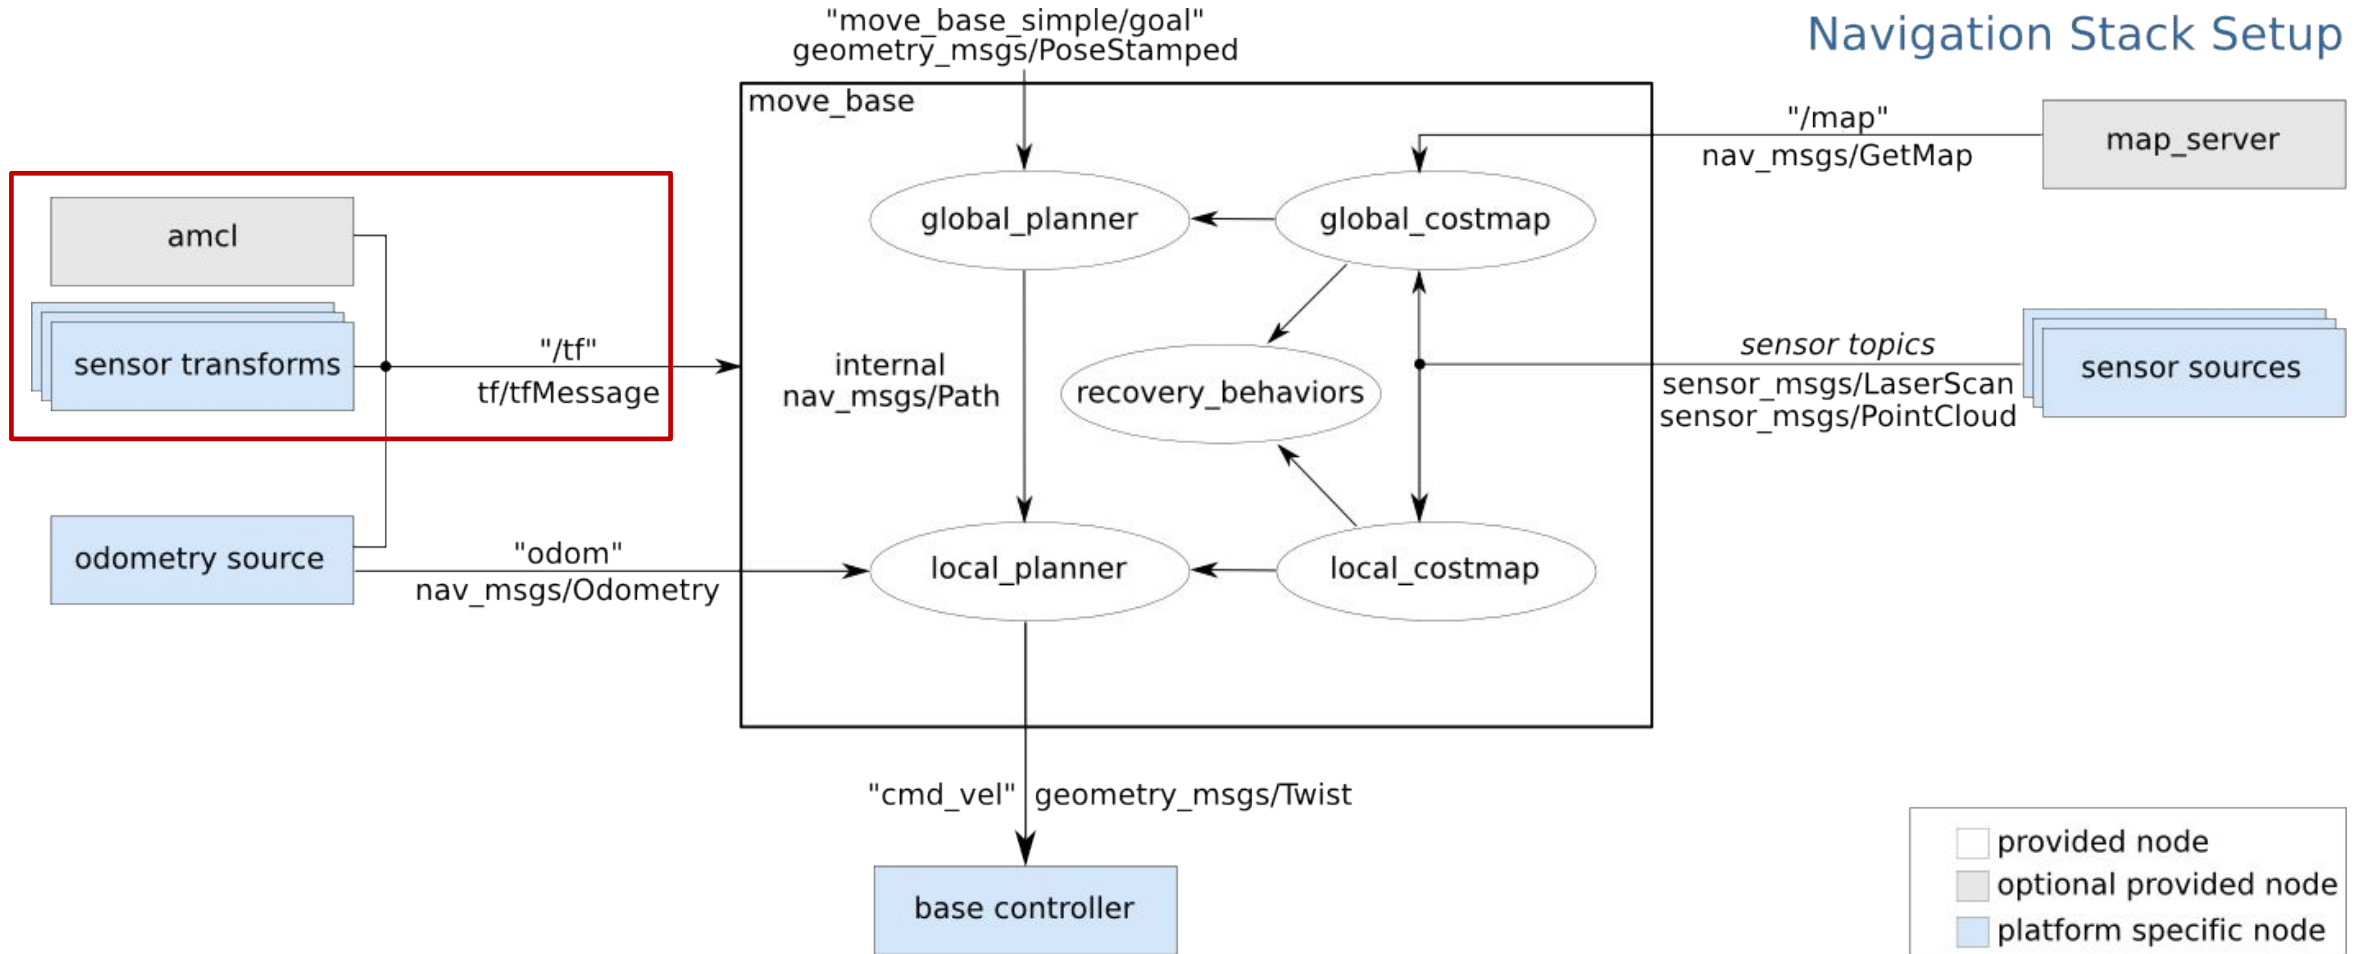 Navigation Stack Setup
"move_base_simple/goal"
geometry_msgs/PoseStamped
move_base
"/map"
nav_msgs/GetMap
map_server
amcl
global_planner
global_costmap
sensor transforms
"/tf"
tf/tfMessage
internal
nav_msgs/Path
recovery_behaviors
sensor topics
sensor_msgs/LaserScan
sensor_msgs/PointCloud
sensor sources
odometry source
"odom"
nav_msgs/Odometry
local_planner
local_costmap
"cmd_vel" geometry_msgs/Twist
base controller
provided node
optional provided node
platform specific node